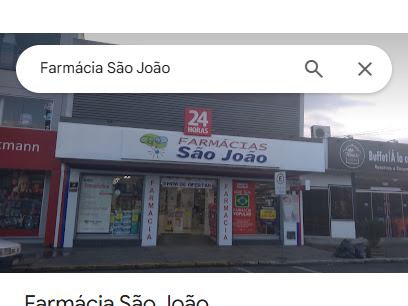 Farmácia São João
24
HORAS
FARMÁCIAS
São João
tmann
Buffet!À la c
FARMÁCIA
FARMÁCIA
Farmácia São João